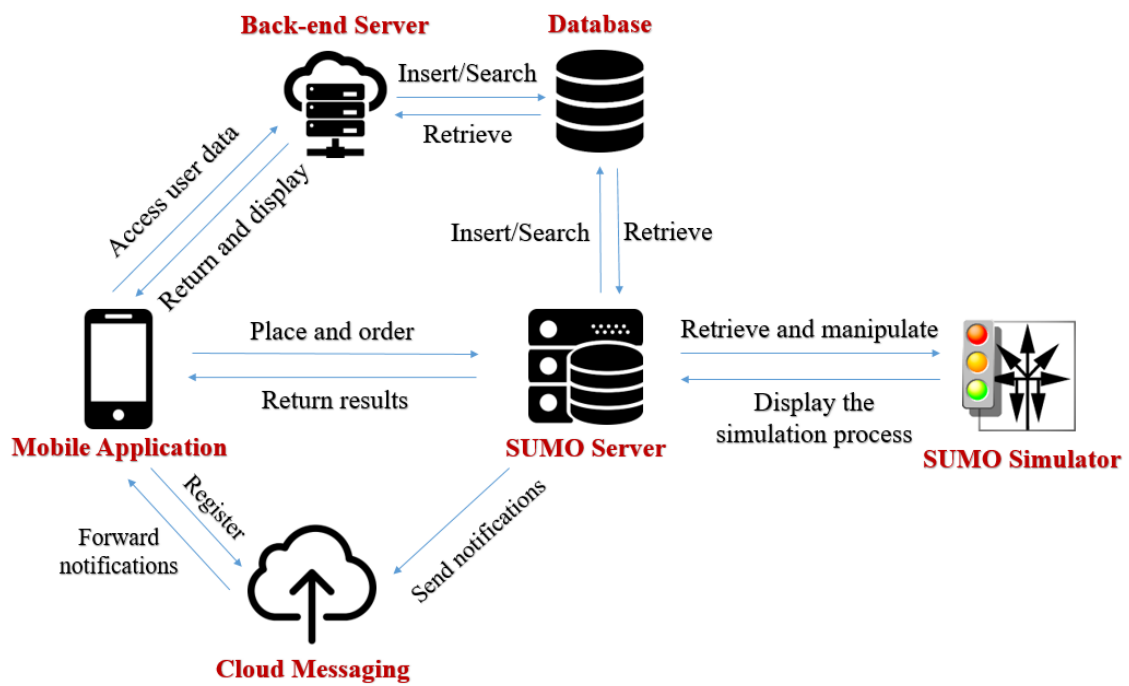 Back-end Server
Database
Insert/Search
Retrieve
Access user data
Return and display
Insert/Search
Retrieve
Place and order
Return results
Retrieve and manipulate
Display the
simulation process
Mobile Application
SUMO Server
SUMO Simulator
Register
Forward
notifications
Send notifications
Cloud Messaging